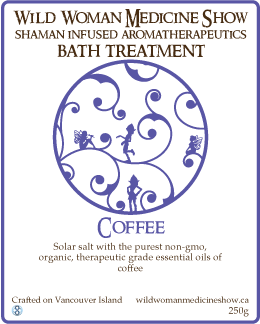 Wild Woman Medicine Show
shaman infused aromatherapeutics
bath treatment
Coffee
Solar salt with the purest non-gmo,
organic, therapeutic grade essential oils of
coffee
Crafted on Vancouver Island wildwomanmedicineshow.ca
250g